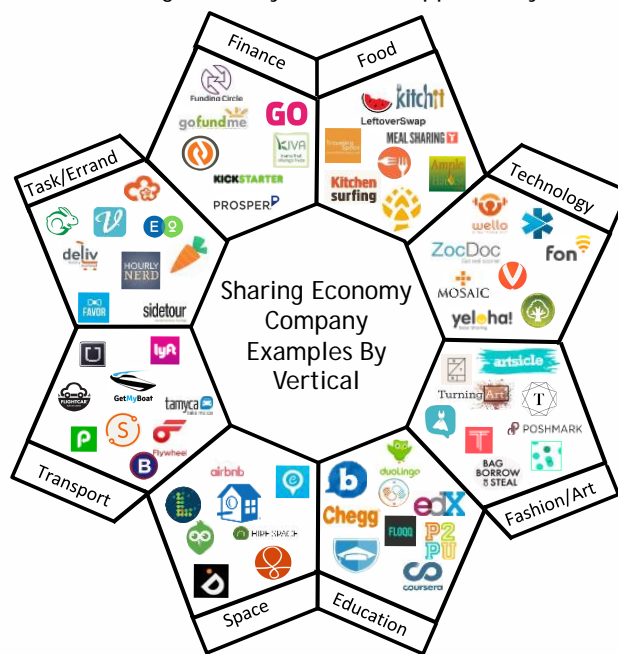 Finance
Food
Funding Circle
gofundme
GO
KIVA
KICKSTARTER
PROSPER
kitchit
LeftoverSwap
MEAL SHARING
Kitchen
surfing
Task/Errand
V
E
deliv
HOURLY
NERD
FAVOR
sidetour
Technology
wello
ZocDoc
fon
MOSAIC
V
yeloha!
Sharing Economy
Company
Examples By
Vertical
U
lyft
FLIGHTCAR
GetMyBoat
tamyca
P
S
Flywheel
B
Transport
artsicle
Turning Art
T
T
POSHMARK
BAG
BORROW
OR
STEAL
Fashion/Art
airbnb
e
L
HIRE SPACE
Space
duoLingo
b
edX
Chegg
FLOQQ
P2
PU
coursera
Education